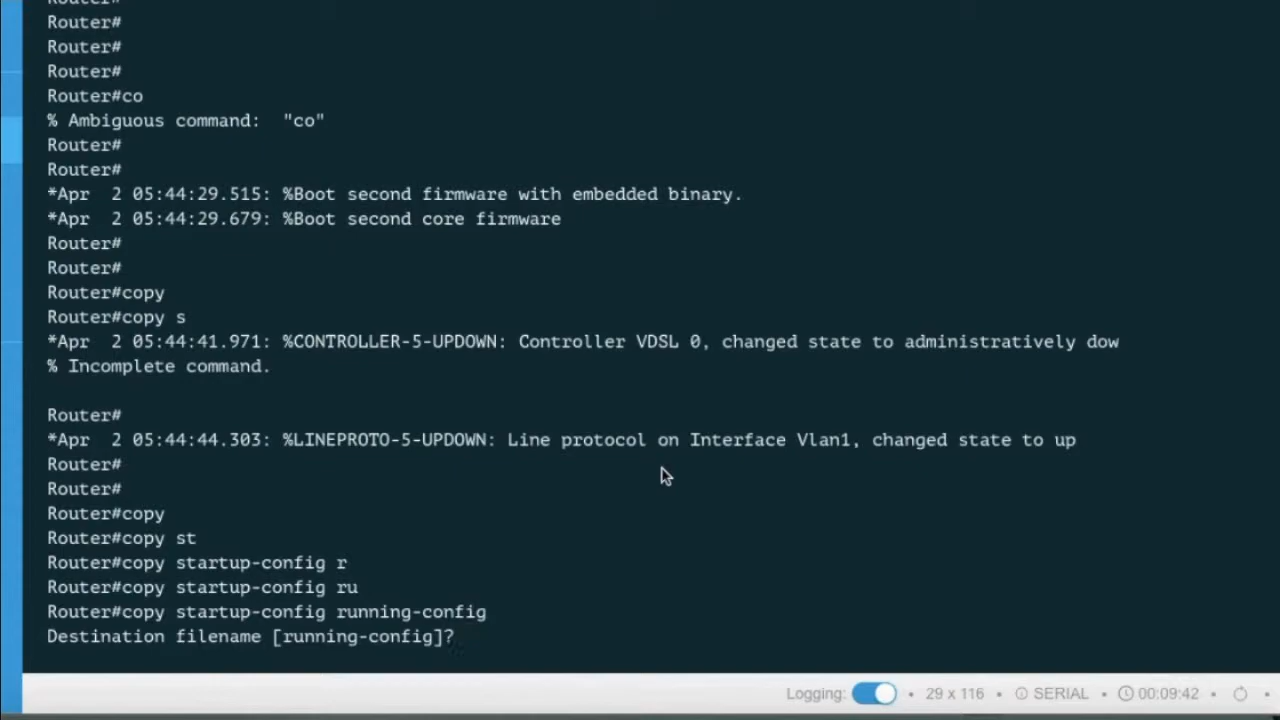 Router#
Router#
Router#
Router#co
% Ambiguous command:  "co"
Router#
Router#
*Apr  2 05:44:29.515: %Boot second firmware with embedded binary.
*Apr  2 05:44:29.679: %Boot second core firmware
Router#
Router#
Router#copy
Router#copy s
*Apr  2 05:44:41.971: %CONTROLLER-5-UPDOWN: Controller VDSL 0, changed state to administratively dow
% Incomplete command.
Router#
*Apr  2 05:44:44.303: %LINEPROTO-5-UPDOWN: Line protocol on Interface Vlan1, changed state to up
Router#
Router#
Router#copy
Router#copy st
Router#copy startup-config r
Router#copy startup-config ru
Router#copy startup-config running-config
Destination filename [running-config]?
Logging: • 29 x 116 • SERIAL • 00:09:42 • •